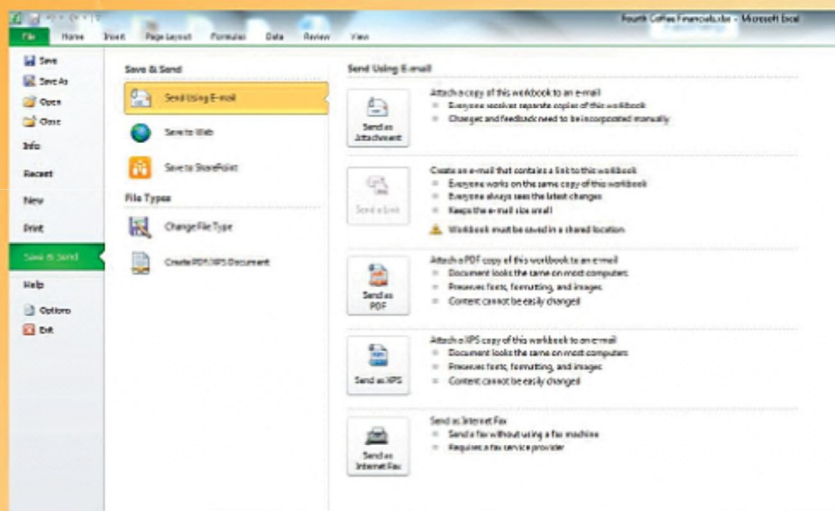 Fourth Coffee Financials.xlsx - Microsoft Excel
File Home Insert Page Layout Formulas Data Review View
Save
Save As
Open
Close
Info
Recent
New
Print
Save & Send
Help
Options
Exit
Save & Send
Send Using E-mail
Save to Web
Save to SharePoint
File Types
Change File Type
Create PDF/XPS Document
Send Using E-mail
Send as
Attachment
Attach a copy of this workbook to an e-mail
Everyone receives separate copies of this workbook
Changes and feedback need to be incorporated manually
Send a Link
Create an e-mail that contains a link to this workbook
Everyone works on the same copy of this workbook
Everyone always sees the latest changes
Keeps the e-mail size small
Workbook must be saved in a shared location
Send as
PDF
Attach a PDF copy of this workbook to an e-mail
Document looks the same on most computers
Preserves fonts, formatting, and images
Content cannot be easily changed
Send as XPS
Attach a XPS copy of this workbook to an e-mail
Document looks the same on most computers
Preserves fonts, formatting, and images
Content cannot be easily changed
Send as
Internet Fax
Send as Internet Fax
Send a fax without using a fax machine
Requires a fax service provider